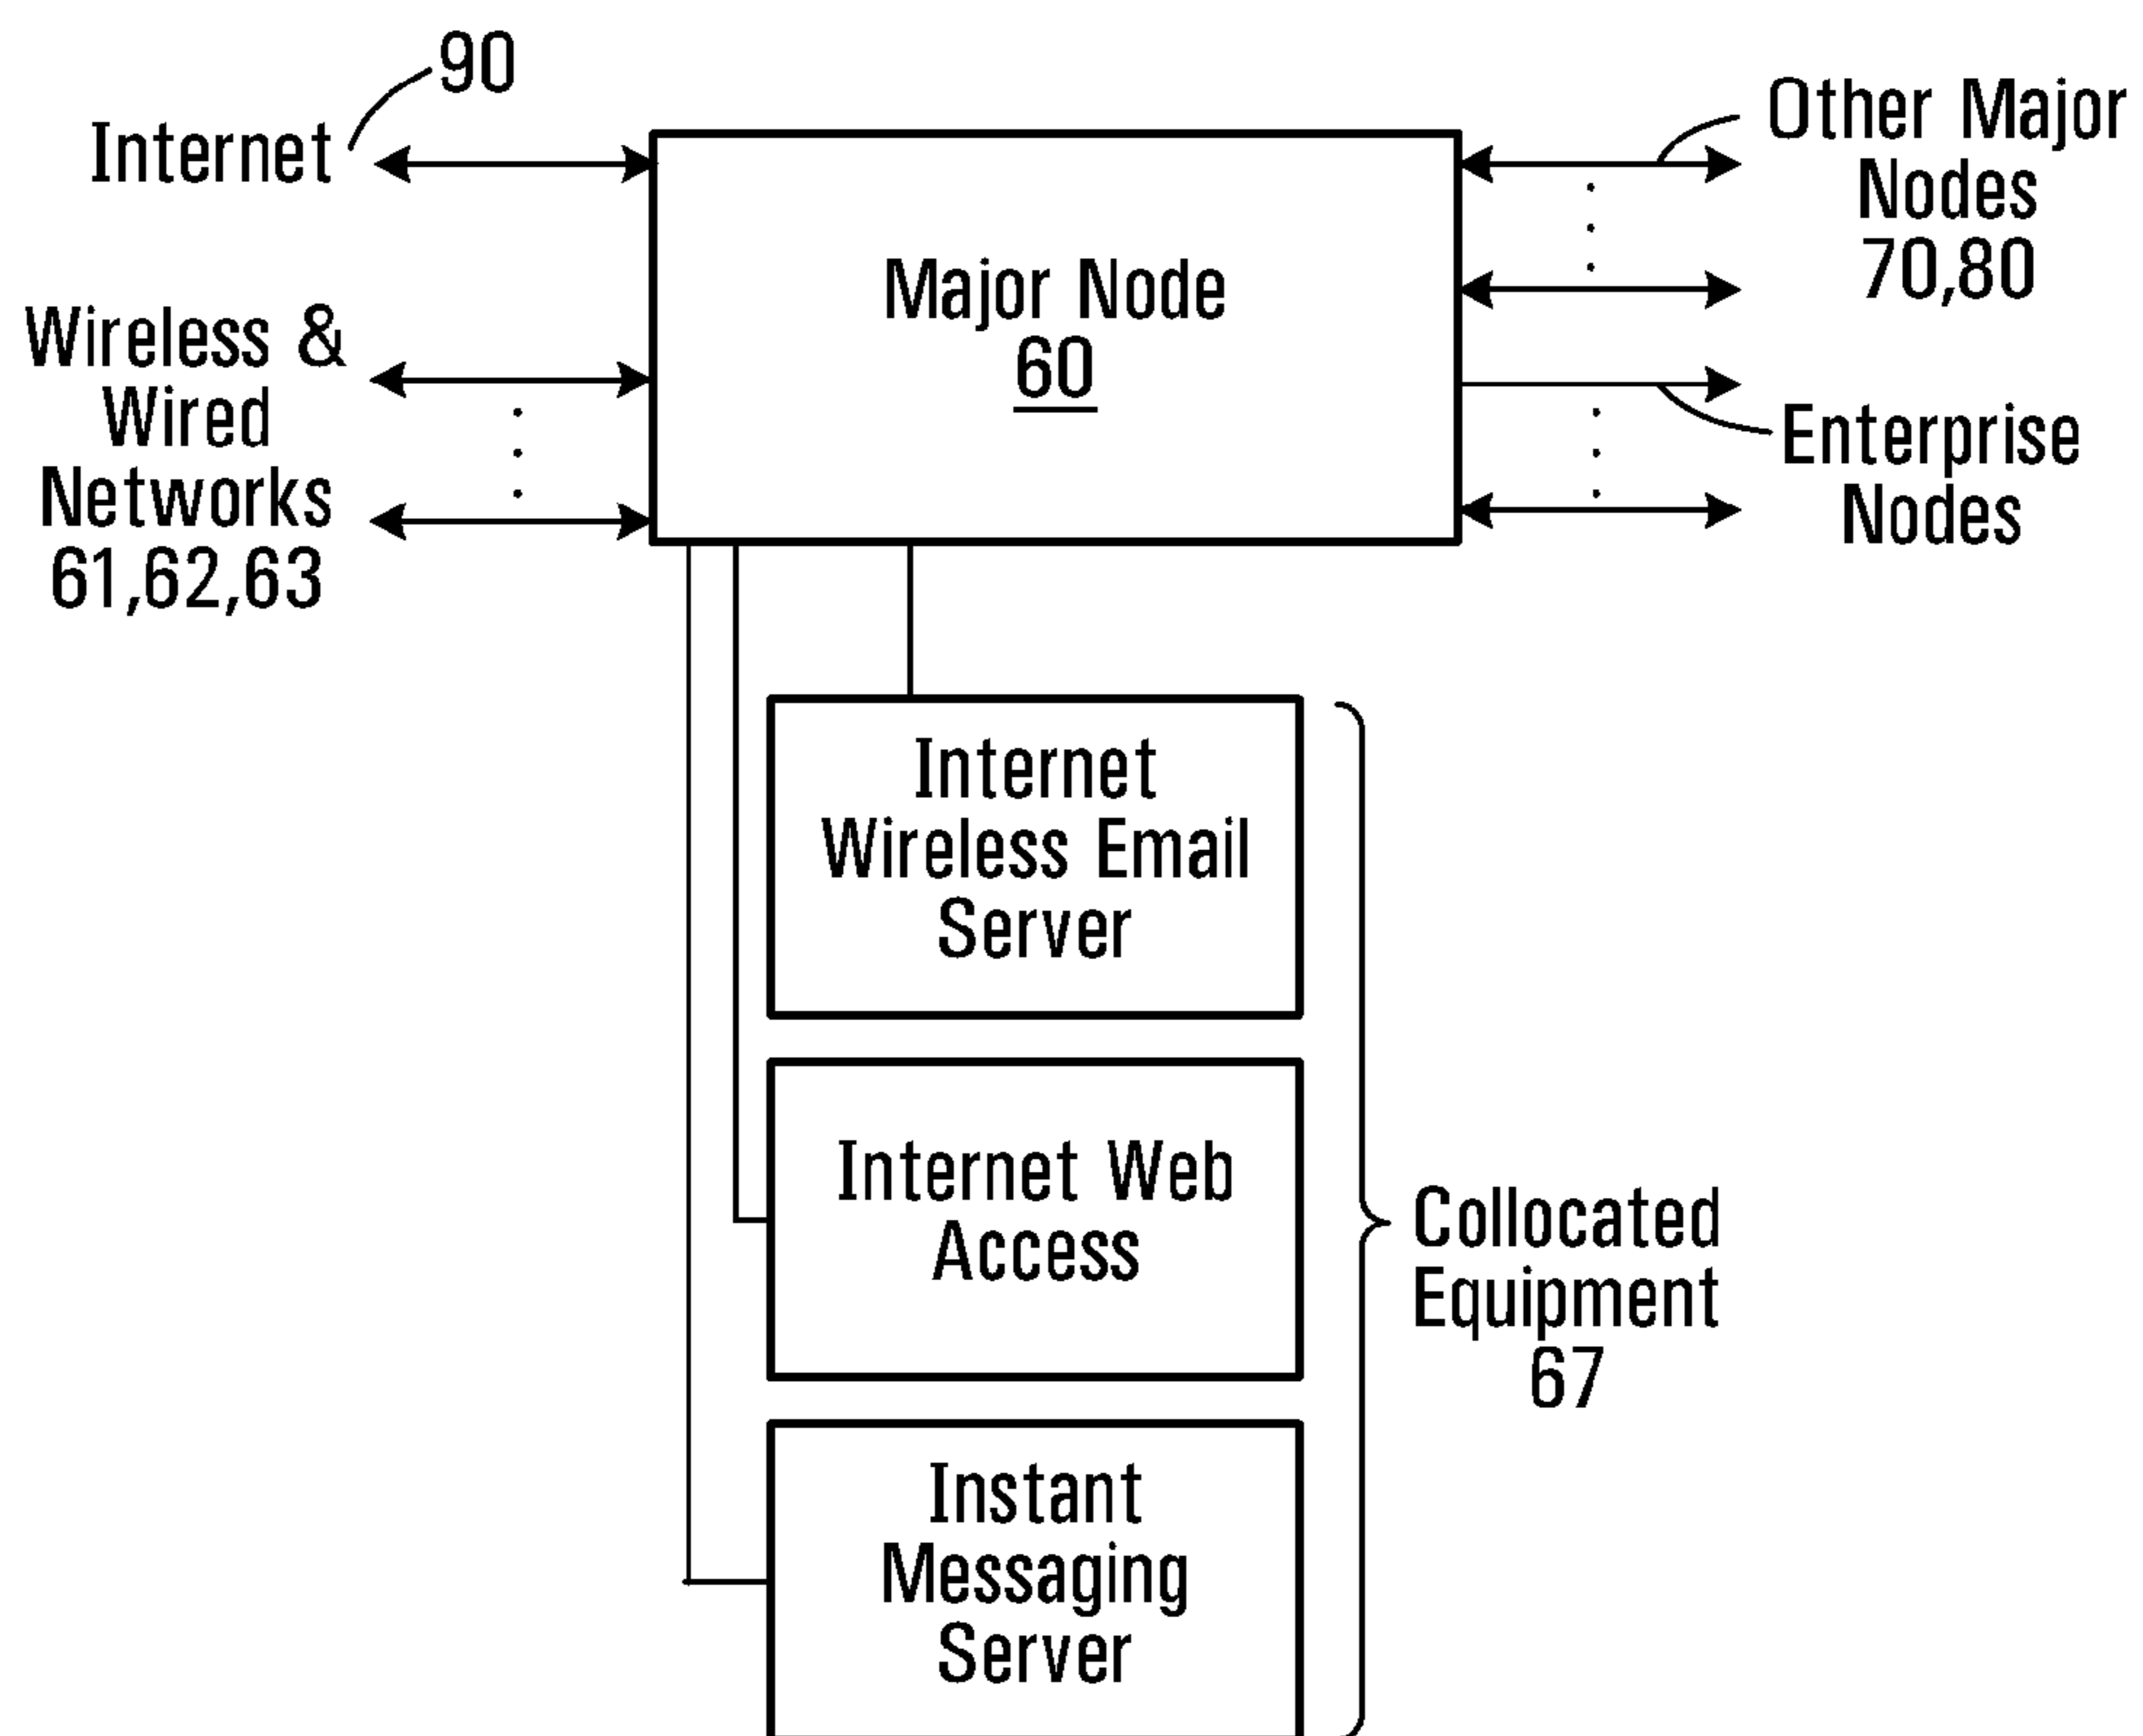 90
Internet
Wireless &
Wired
Networks
61,62,63
Major Node
60
Other Major
Nodes
70,80
Enterprise
Nodes
Internet
Wireless Email
Server
Internet Web
Access
Instant
Messaging
Server
Collocated
Equipment
67